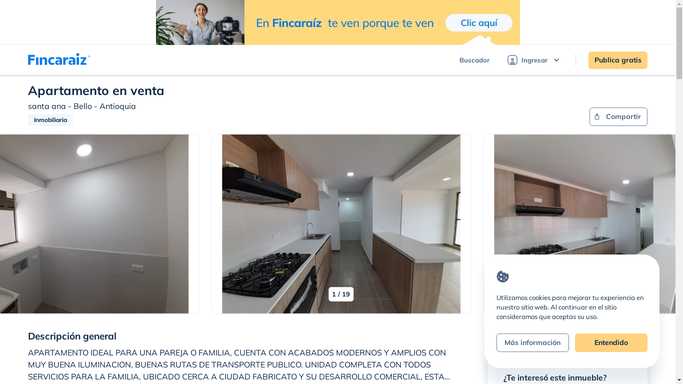 En Fincaraíz te ven porque te ven
Clic aquí
Fincaraiz
Buscador
Ingresar
Publica gratis
Apartamento en venta
santa ana - Bello - Antioquia
Inmobiliaria
Compartir
1 / 19
Utilizamos cookies para mejorar tu experiencia en
nuestro sitio web. Al continuar en el sitio
consideramos que aceptas su uso.
Más información
Entendido
Descripción general
APARTAMENTO IDEAL PARA UNA PAREJA O FAMILIA, CUENTA CON ACABADOS MODERNOS Y AMPLIOS CON
MUY BUENA ILUMINACIÓN, BUENAS RUTAS DE TRANSPORTE PUBLICO. UNIDAD COMPLETA CON TODOS
SERVICIOS PARA LA FAMILIA, UBICADO CERCA A CIUDAD FABRICATO Y SU DESARROLLO COMERCIAL, ESTA...
¿Te interesó este inmueble?